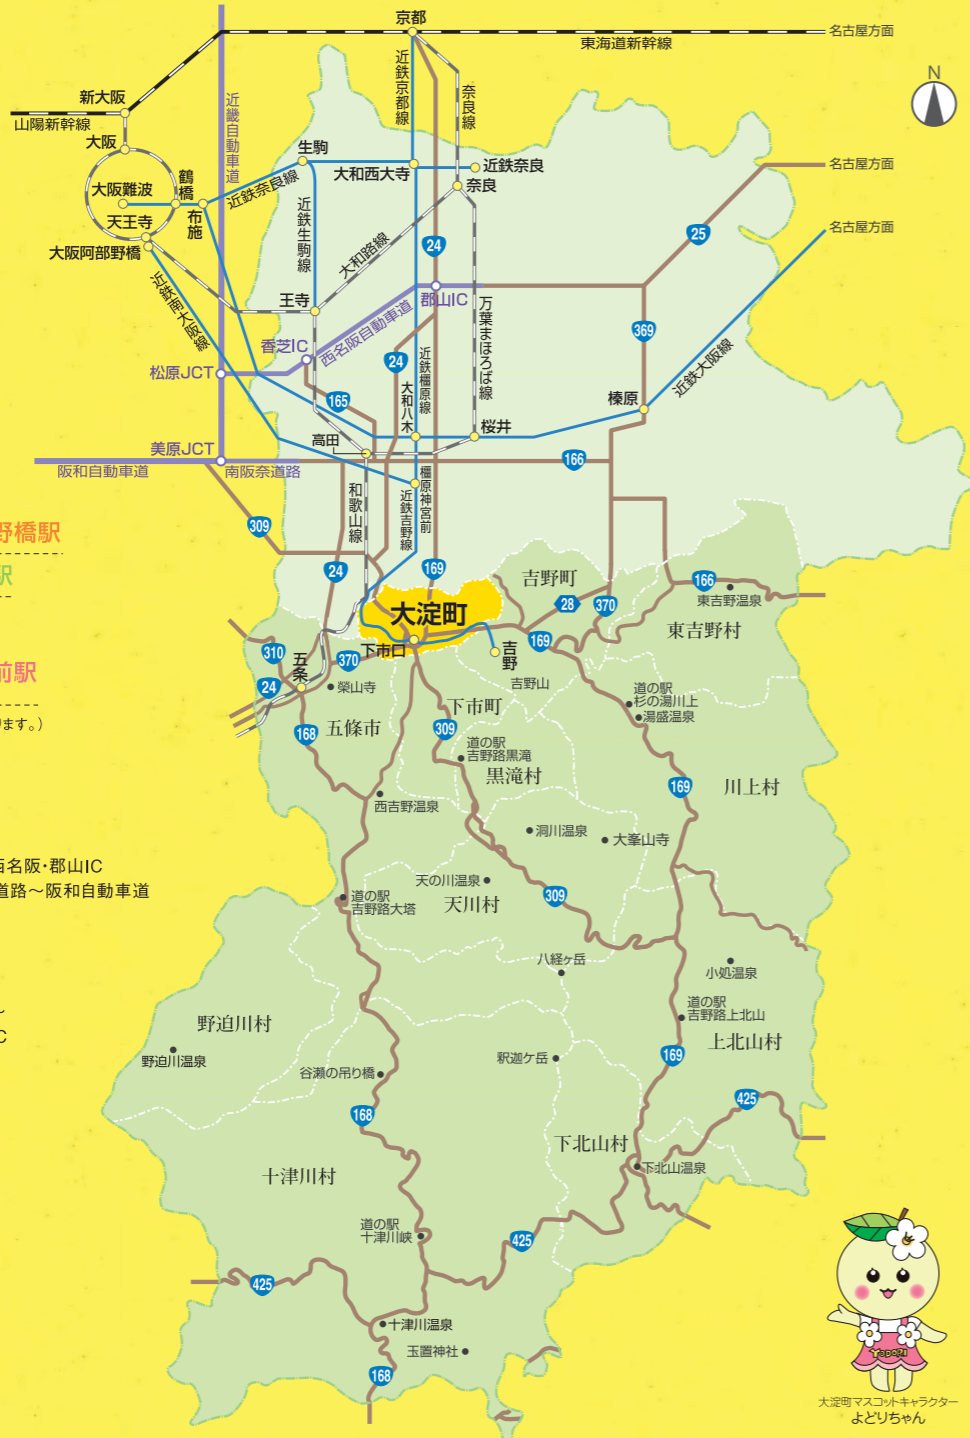 京都
名古屋方面
東海道新幹線
新大阪
山陽新幹線
大阪
近畿自動車道
近鉄京都線
奈良線
N
生駒
大和西大寺
近鉄奈良
名古屋方面
奈良
鶴橋
大阪難波
布施
近鉄奈良線
天王寺
大阪阿部野橋
近鉄生駒線
大和路線
24
25
名古屋方面
近鉄南大阪線
王寺
郡山IC
香芝IC
西名阪自動車道
万葉まほろば線
369
松原JCT
24
近鉄橿原線
近鉄大阪線
165
大和八木
榛原
高田
桜井
美原JCT
阪和自動車道
南阪奈道路
166
和歌山線
近鉄吉野線
橿原神宮前
309
野橋駅
駅
24
169
吉野町
166
東吉野温泉
28
370
大淀町
東吉野村
169
310
五条
370
下市口
吉野
前駅
24
榮山寺
吉野山
道の駅
杉の湯川上
湯盛温泉
ります。）
168
五條市
下市町
309
道の駅
吉野路黒滝
黒滝村
169
川上村
西吉野温泉
洞川温泉
大峯山寺
西名阪・郡山IC
道路～阪和自動車道
天の川温泉
道の駅
吉野路大塔
天川村
309
八経ヶ岳
小処温泉
～
C
道の駅
吉野路上北山
野迫川村
上北山村
野迫川温泉
釈迦ケ岳
169
谷瀬の吊り橋
425
168
下北山村
下北山温泉
十津川村
道の駅
十津川峡
425
425
十津川温泉
玉置神社
168
Yodori
大淀町マスコットキャラクター
よどりちゃん